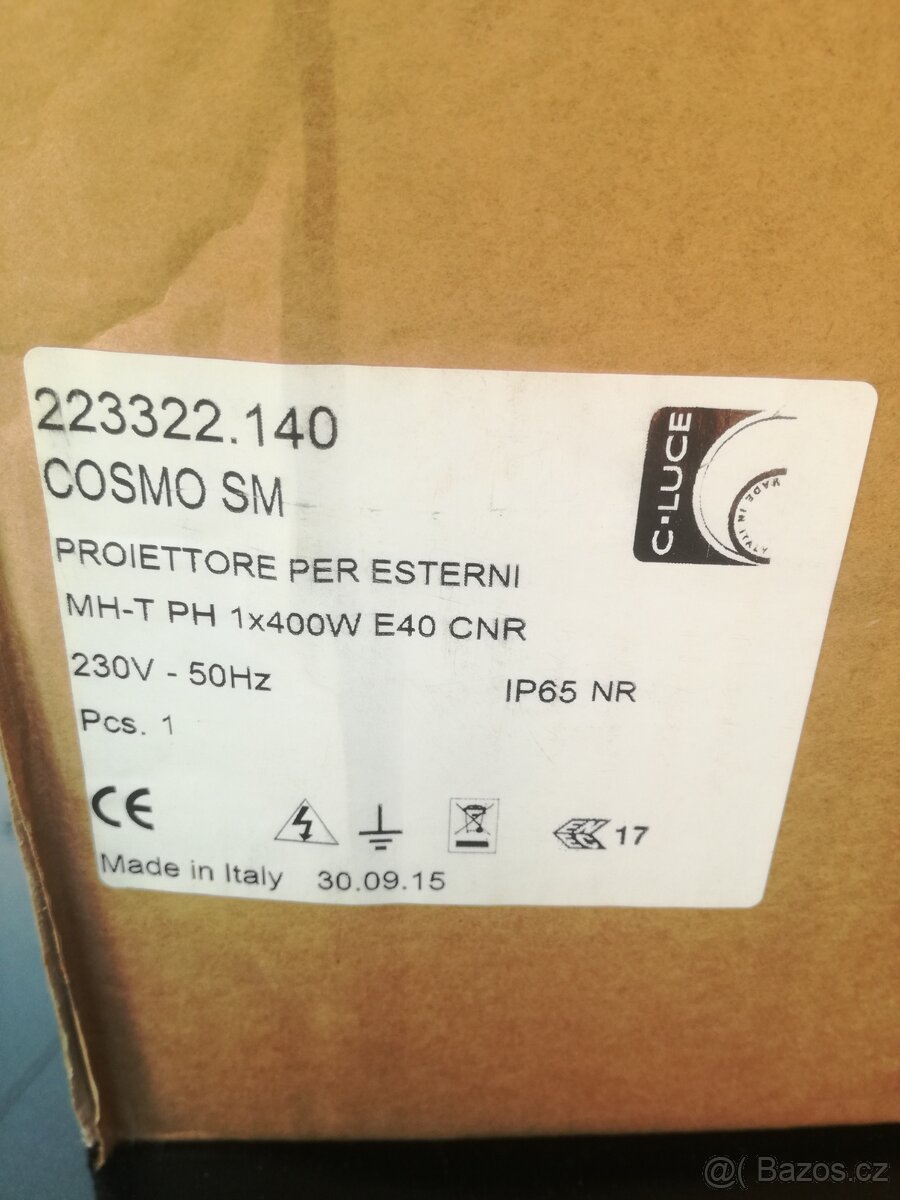 223322.140
COSMO SM
C·LUCE
MADE IN ITALY
PROIETTORE PER ESTERNI
MH-T PH 1x400W E40 CNR
230V - 50Hz
IP65 NR
Pcs. 1
CE
17
Made in Italy 30.09.15
@( Bazos.cz